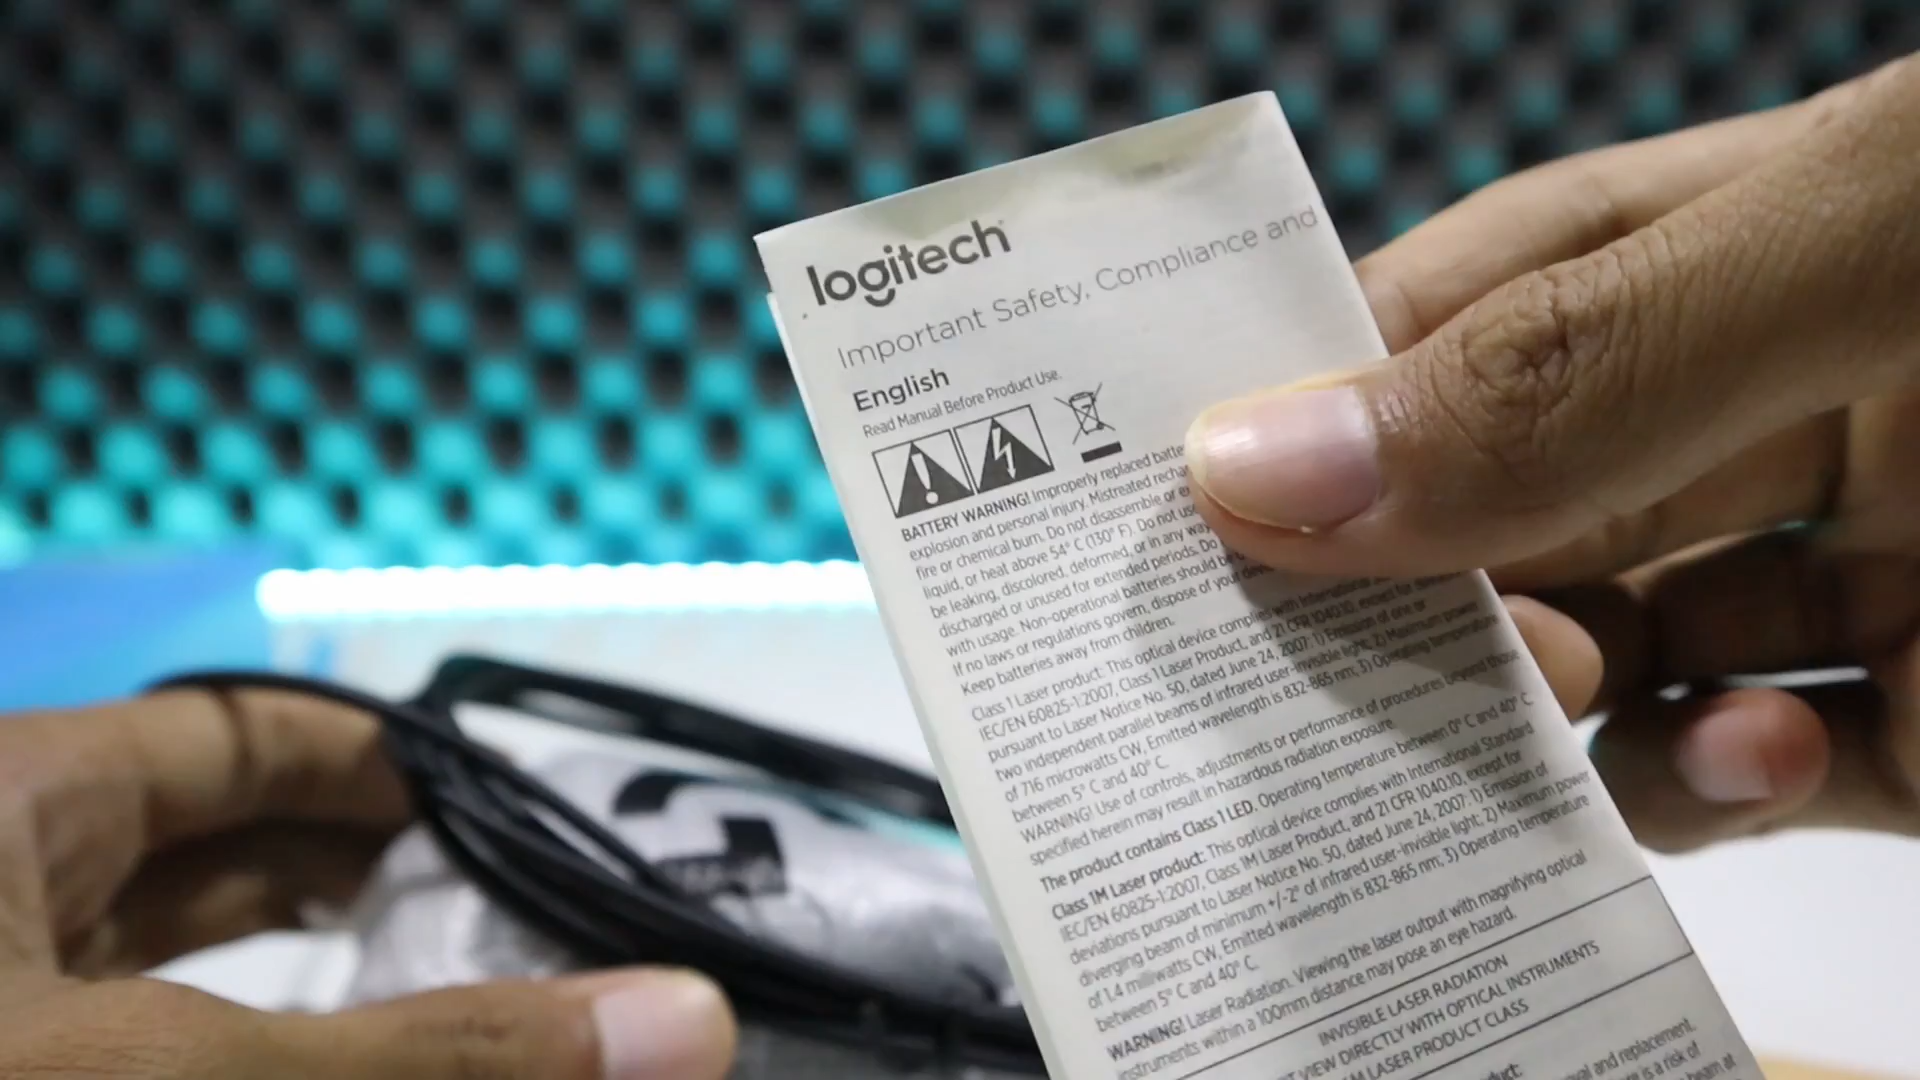 logitech
Important Safety, Compliance and
English
Read Manual Before Product Use.
BATTERY WARNING! Improperly replaced
explosion and personal injury. Mistreated
fire or chemical burn. Do not disassemble or
liquid, or heat above 54° C (130° F). Do not
be leaking, discolored, deformed, or in any way
discharged or unused for extended periods. Do
with usage. Non-operational batteries should be
If no laws or regulations govern, dispose of your
Keep batteries away from children.
Class 1 Laser product: This optical device complies with International
IEC/EN 60825-1:2007, Class 1 Laser Product, and 21 CFR 1040.10, except for
pursuant to Laser Notice No. 50, dated June 24, 2007: 1) Emission of one or
two independent parallel beams of infrared user-invisible light; 2) Maximum power
of 716 microwatts CW, Emitted wavelength is 832-865 nm; 3) Operating temperature
between 5° C and 40° C.
WARNING! Use of controls, adjustments or performance of procedures beyond those
specified herein may result in hazardous radiation exposure.
The product contains Class 1 LED. Operating temperature between 0° C and 40° C
Class 1M Laser product: This optical device complies with International Standard
IEC/EN 60825-1:2007, Class 1M Laser Product, and 21 CFR 1040.10, except for
deviations pursuant to Laser Notice No. 50, dated June 24, 2007: 1) Emission of
diverging beam of minimum +/-2° of infrared user-invisible light; 2) Maximum power
of 1.4 milliwatts CW, Emitted wavelength is 832-865 nm; 3) Operating temperature
between 5° C and 40° C.
WARNING! Laser Radiation. Viewing the laser output with magnifying optical
instruments within a 100mm distance may pose an eye hazard.
INVISIBLE LASER RADIATION
VIEW DIRECTLY WITH OPTICAL INSTRUMENTS
LASER PRODUCT CLASS
and replacement.
is a risk of
beam at